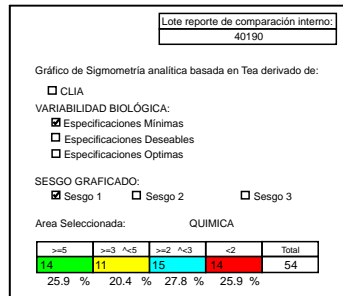 Lote reporte de comparación interno:
40190
Gráfico de Sigmometría analítica basada en Tea derivado de:
CLIA
VARIABILIDAD BIOLÓGICA:
Especificaciones Mínimas
Especificaciones Deseables
Especificaciones Optimas
SESGO GRAFICADO:
Sesgo 1 Sesgo 2 Sesgo 3
Area Seleccionada: QUIMICA
>=5 >=3 ^<5 >=2 ^<3 <2 Total
14 11 15 14 54
25.9 % 20.4 % 27.8 % 25.9 %